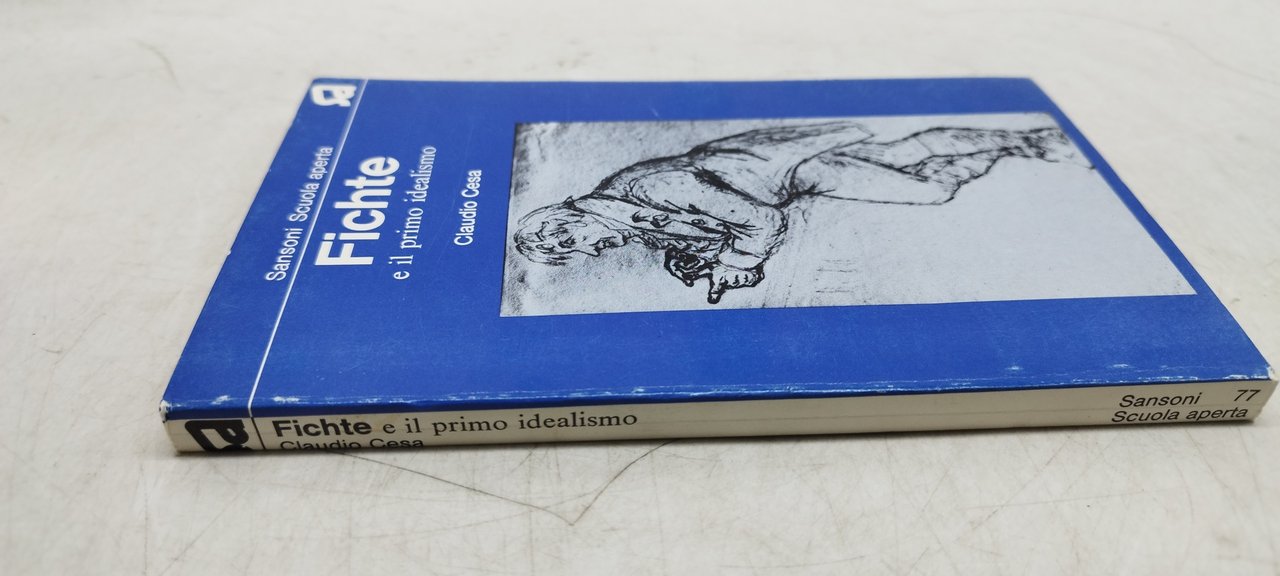 Sansoni Scuola aperta
Fichte
e il primo idealismo
Claudio Cesa
Fichte e il primo idealismo
Claudio Cesa
Sansoni 77
Scuola aperta